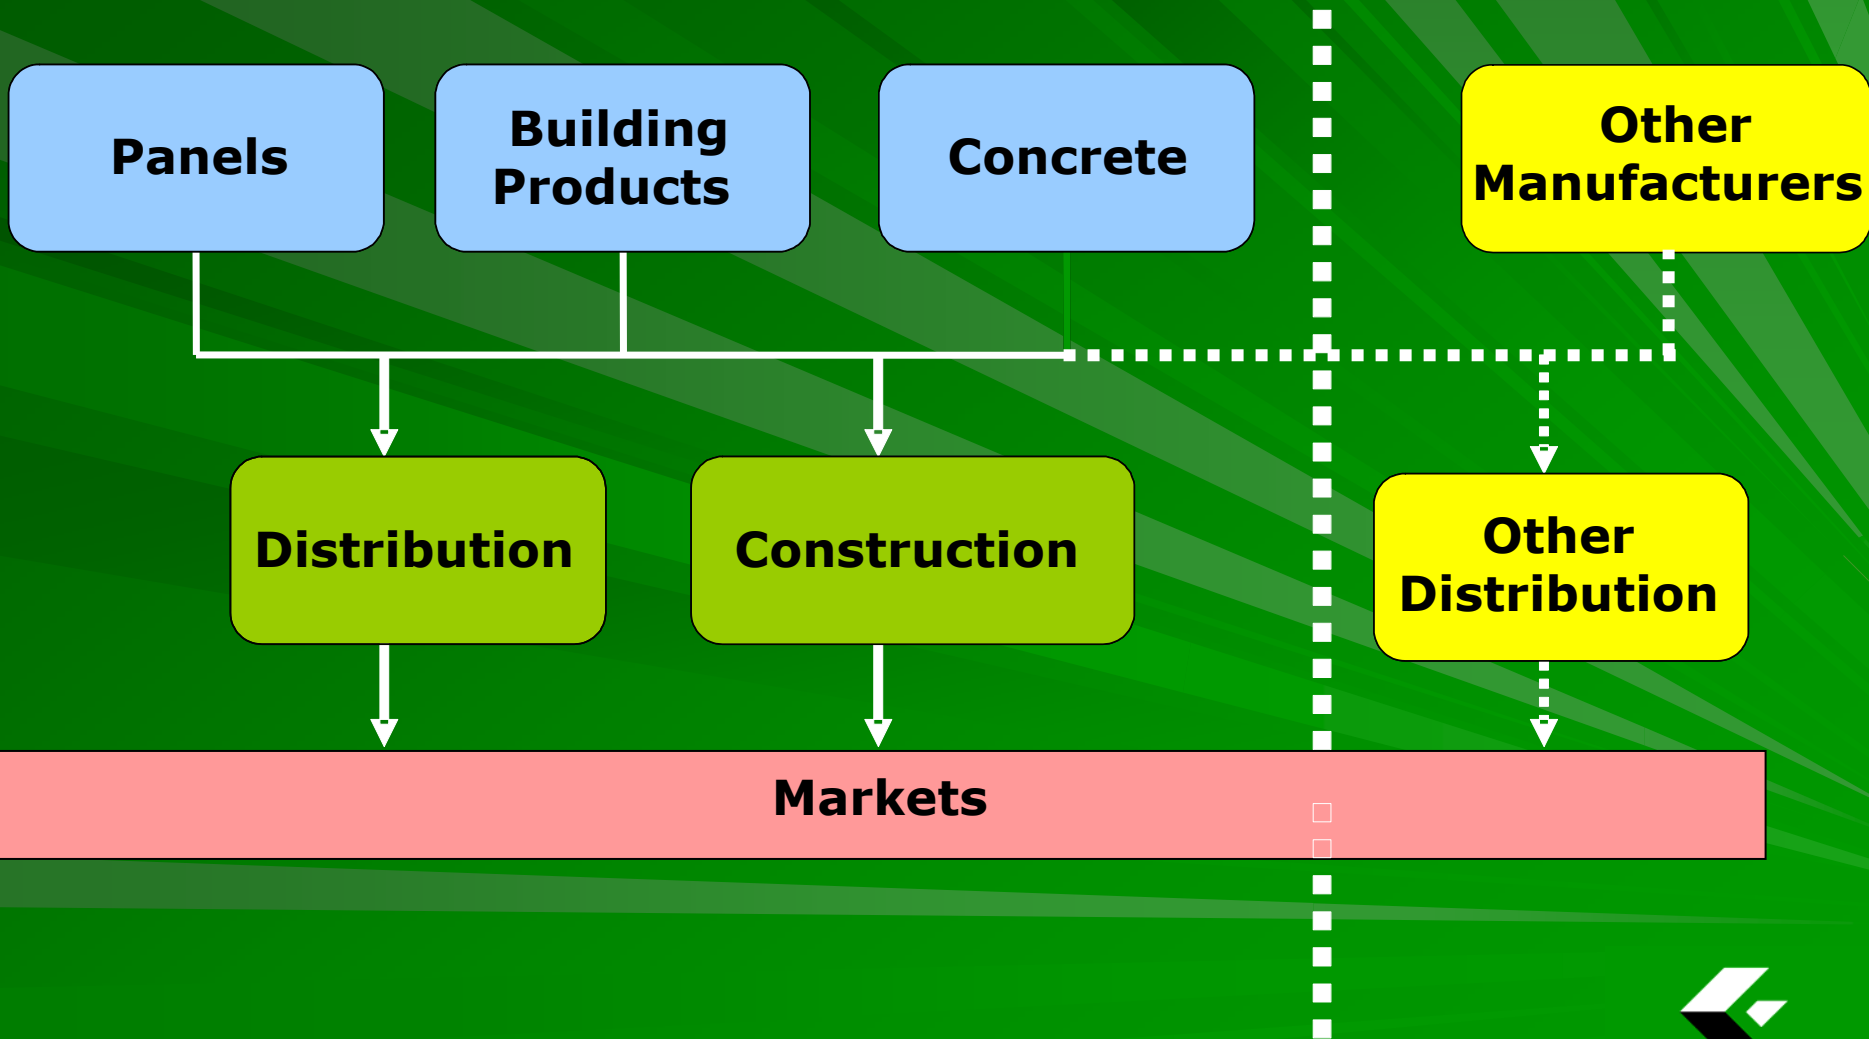 Panels
Building
Products
Concrete
Other
Manufacturers
Distribution
Construction
Other
Distribution
Markets